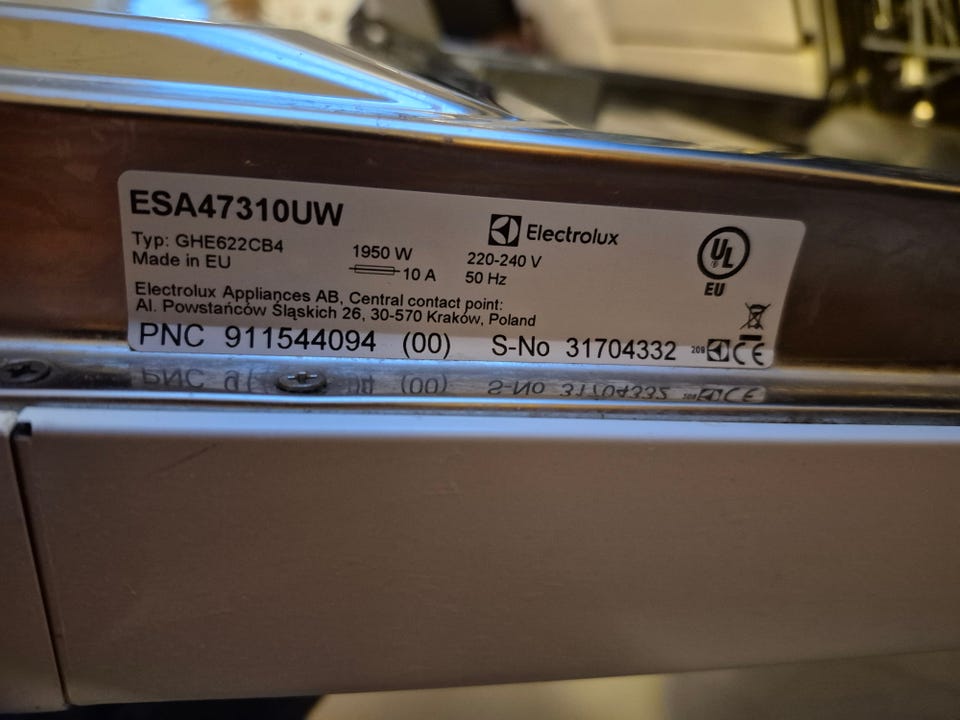 ESA47310UW
Electrolux
Typ: GHE622CB4
Made in EU
1950 W
10 A
220-240 V
50 Hz
UL
EU
Electrolux Appliances AB, Central contact point:
Al. Powstańców Śląskich 26, 30-570 Kraków, Poland
PNC 911544094 (00) S-No 31704332 208 CE